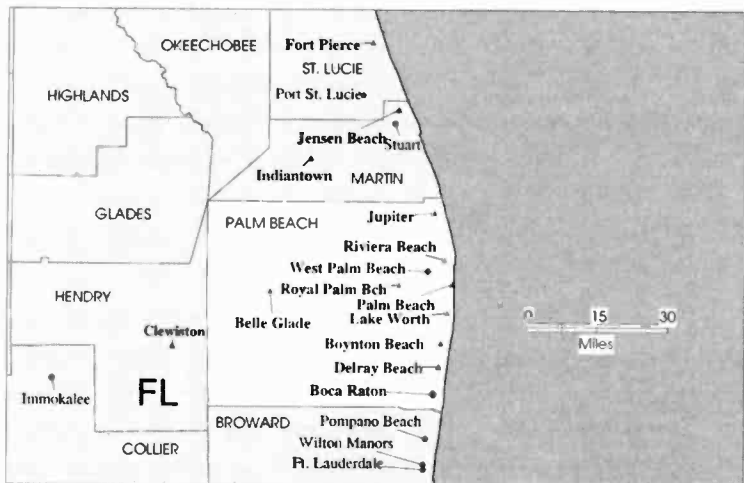 OKEECHOBEE
Fort Pierce
ST. LUCIE
HIGHLANDS
Port St. Lucie
Jensen Beach
Stuart
Indiantown
MARTIN
GLADES
PALM BEACH
Jupiter
Riviera Beach
West Palm Beach
HENDRY
Royal Palm Bch
Palm Beach
Belle Glade
Lake Worth
0 15 30
Miles
Clewiston
Boynton Beach
Delray Beach
Immokalee
FL
Boca Raton
BROWARD
Pompano Beach
COLLIER
Wilton Manors
Ft. Lauderdale